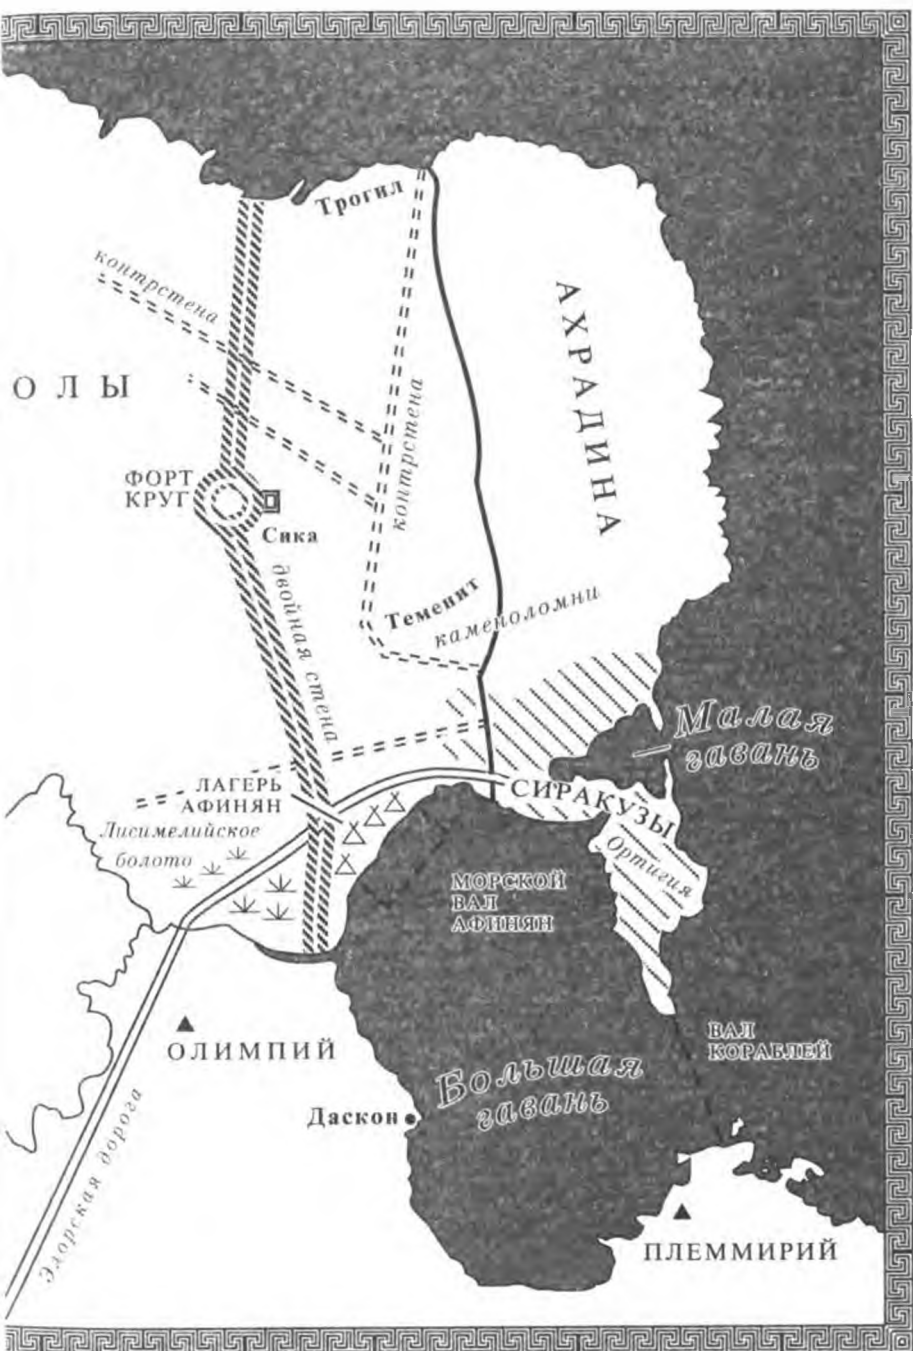 Трогил
контрстена
АХРАДИНА
ОЛЫ
контрстена
ФОРТ
КРУГ
Сика
двойная стена
Теменит
каменоломни
Малая
гавань
ЛАГЕРЬ
АФИНЯН
СИРАКУЗЫ
Лисимелийское
болото
Ортигия
МОРСКОЙ
ВАЛ
АФИНЯН
ВАЛ
КОРАБЛЕЙ
ОЛИМПИЙ
Большая
гавань
Даскон
Элорская дорога
ПЛЕММИРИЙ